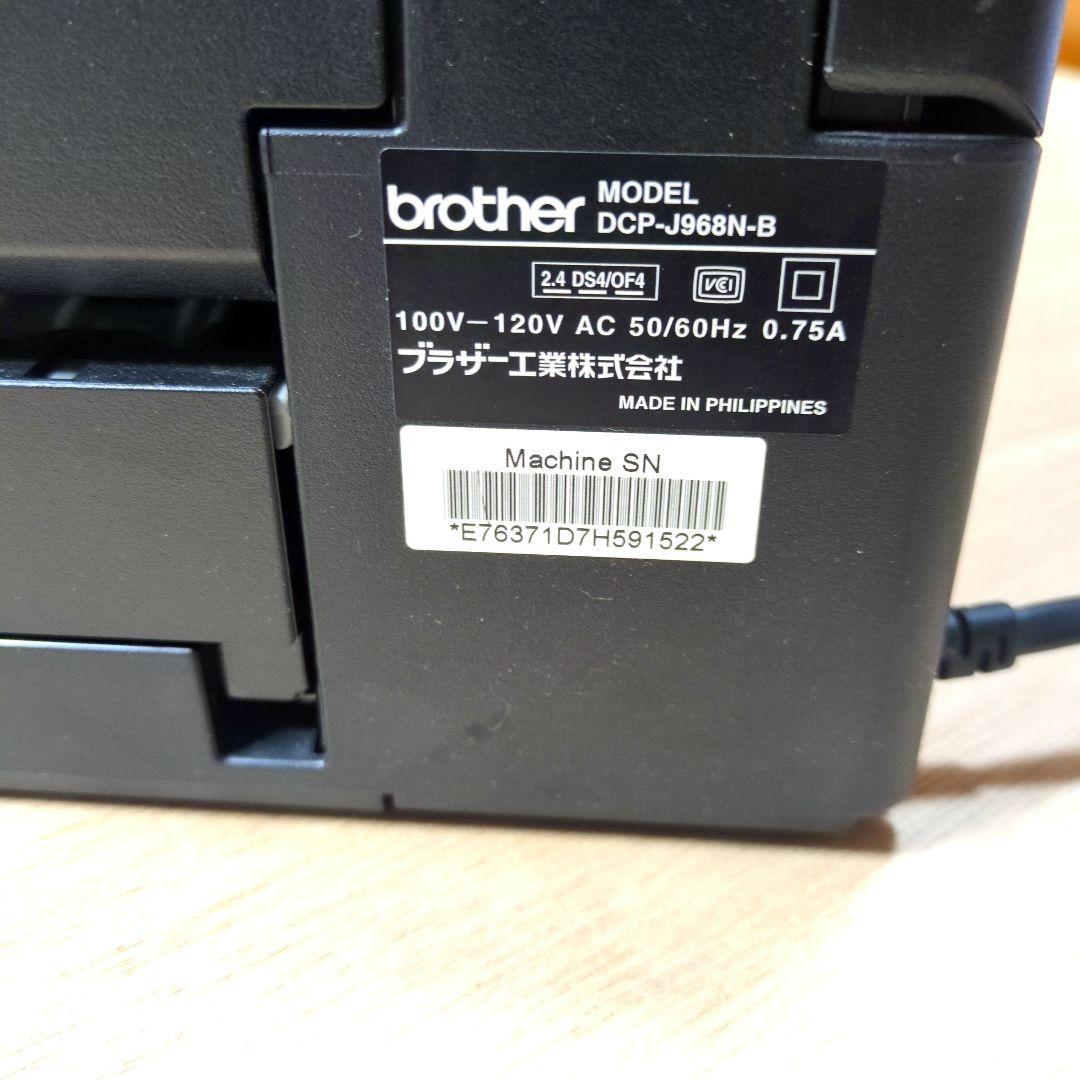 brother
MODEL
DCP-J968N-B
2.4 DS4/OF4
VCI
100V-120V AC 50/60Hz 0.75A
ブラザー工業株式会社
MADE IN PHILIPPINES
Machine SN
*E76371D7H591522*